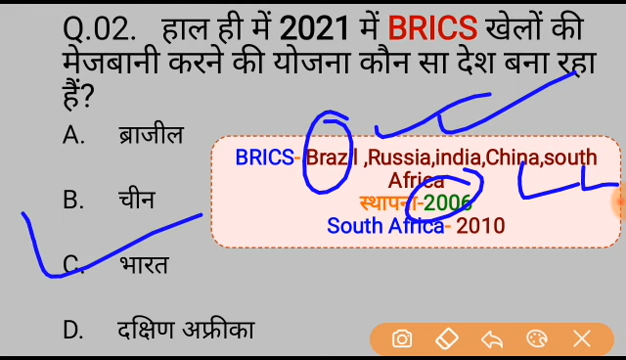 Q.02. हाल ही में 2021 में BRICS खेलों की
मेजबानी करने की योजना कौन सा देश बना रहा
हैं?
A. ब्राजील
BRICS- Brazil ,Russia,india,China,south
Africa
B. चीन
स्थापना-2006
South Africa- 2010
C. भारत
D. दक्षिण अफ्रीका